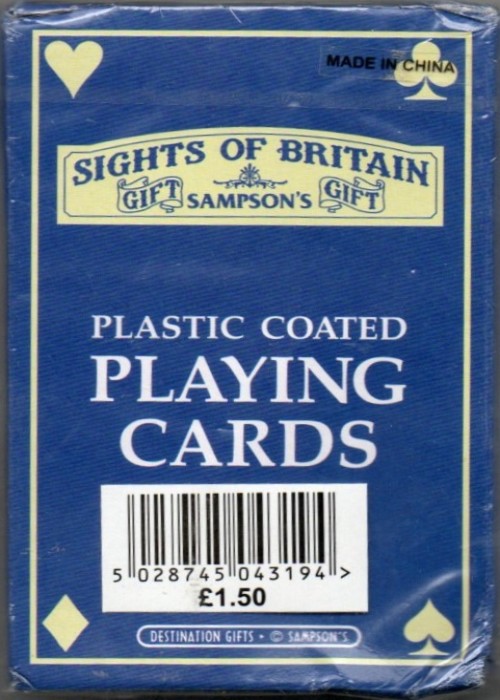 MADE IN CHINA
SIGHTS OF BRITAIN
GIFT SAMPSON'S GIFT
PLASTIC COATED
PLAYING
CARDS
5 028745 043194 >
£1.50
DESTINATION GIFTS • © SAMPSON'S